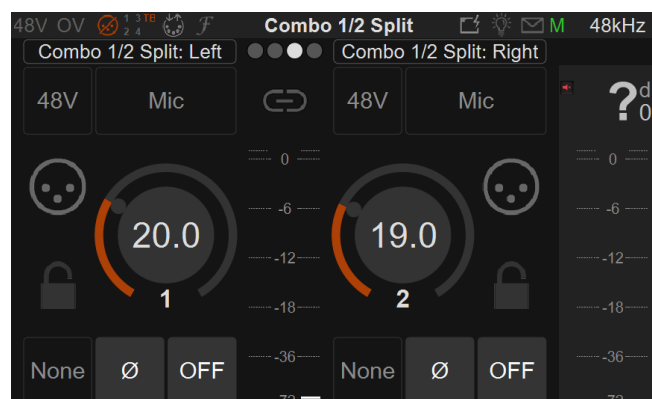 48V OV 1 3 TB 2 4 ℱ Combo 1/2 Split M 48kHz
Combo 1/2 Split: Left Combo 1/2 Split: Right
48V Mic 48V Mic ? d
0
0 0
-6 -6
20.0 19.0
-12 -12
1 2
-18 -18
-36 -36
None Ø OFF None Ø OFF